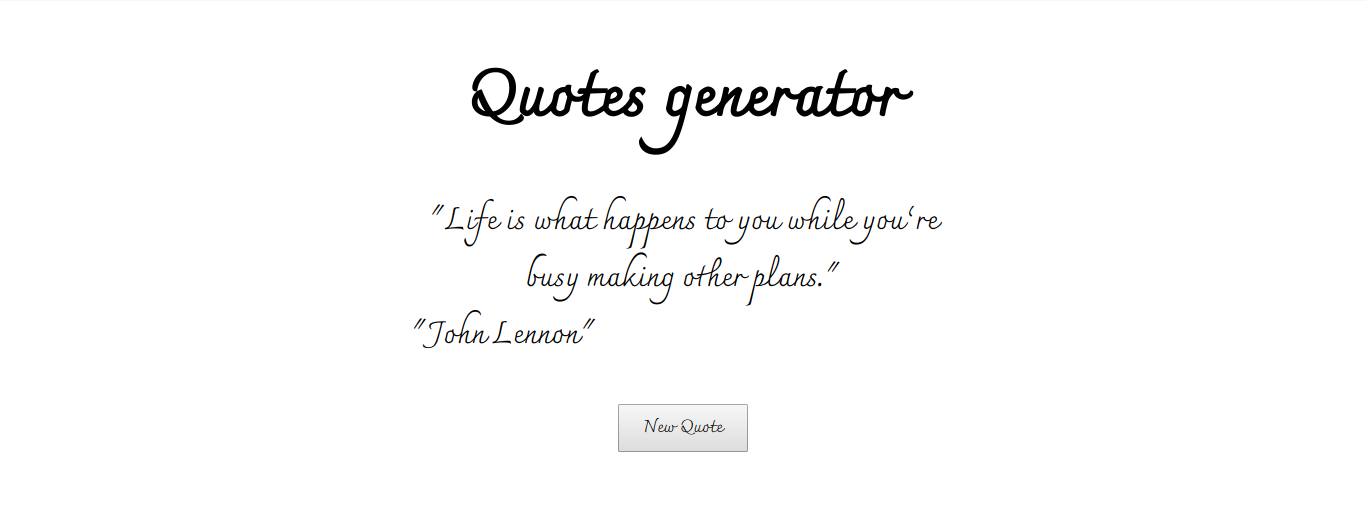 Quotes generator
"Life is what happens to you while you‘re
busy making other plans."
"John Lennon"
New Quote